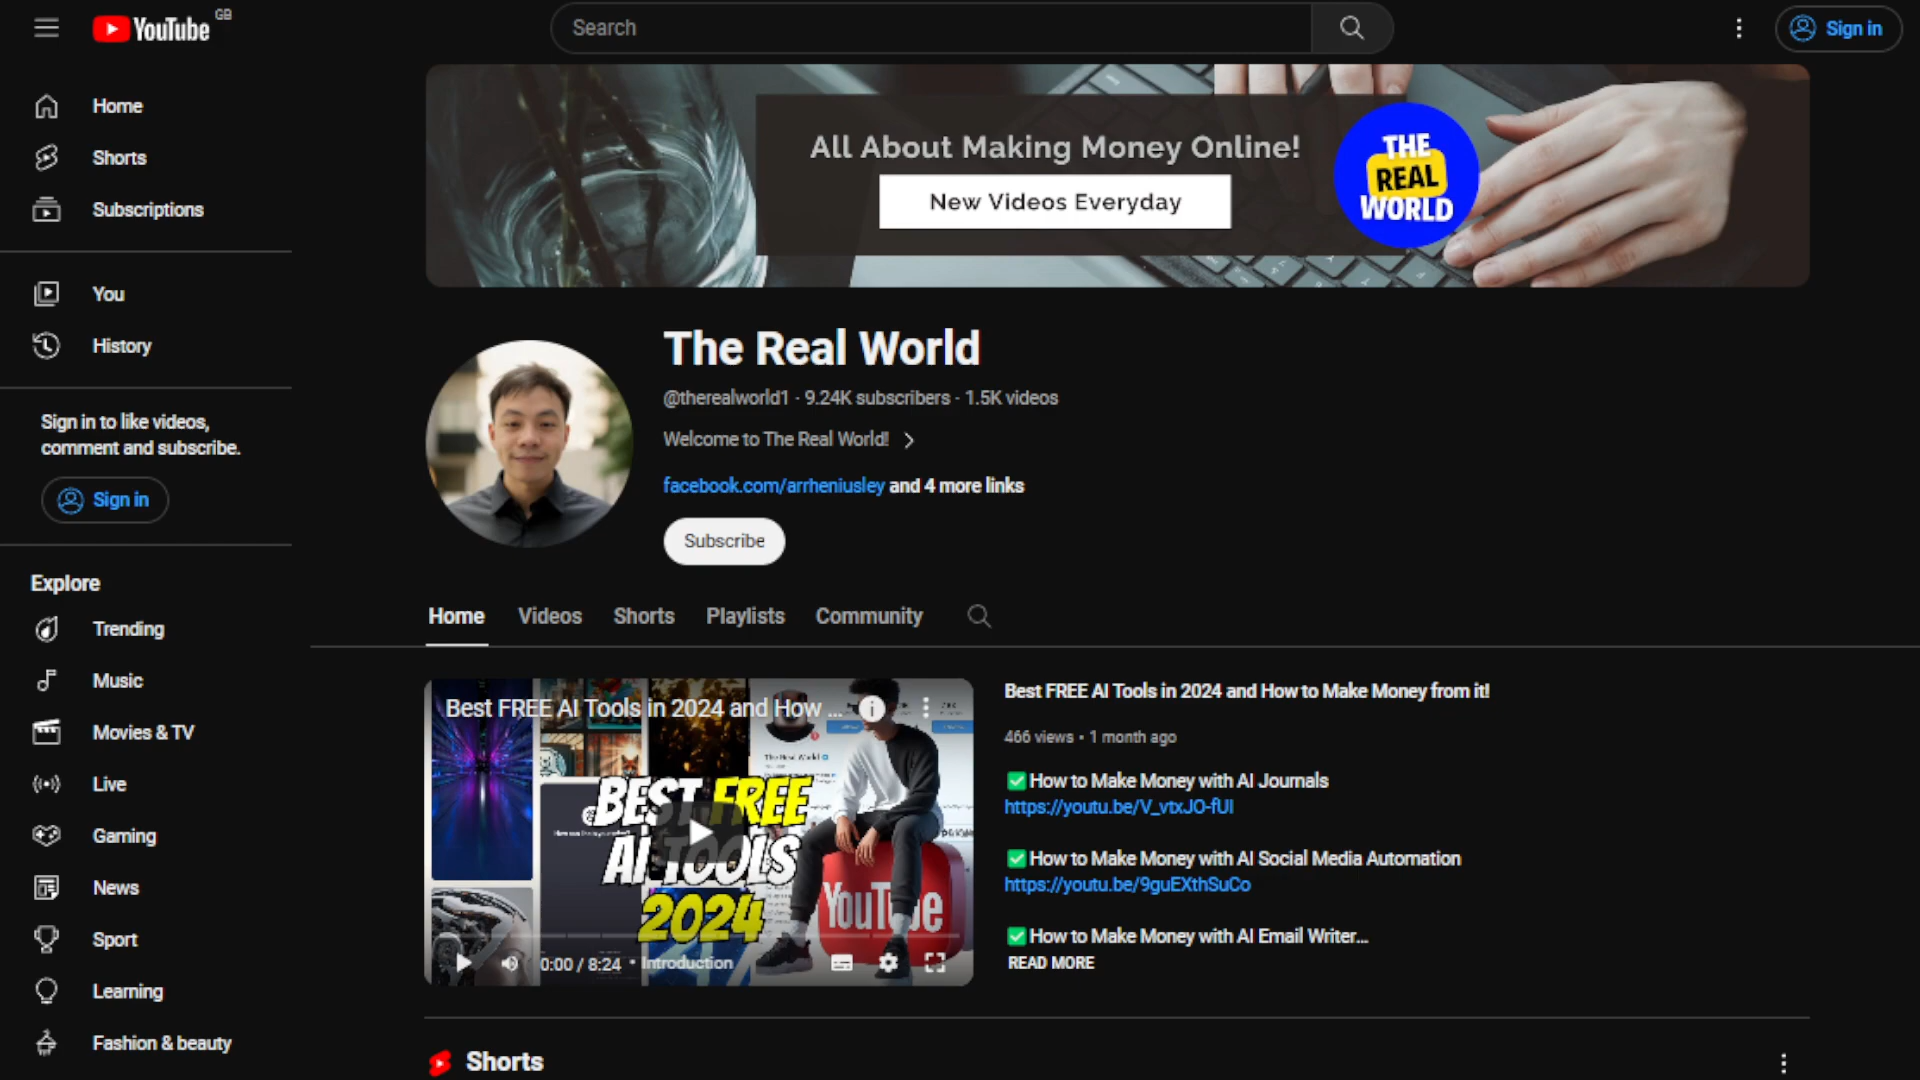 YouTube GB
Search
Sign in
Home
Shorts
Subscriptions
You
History
Sign in to like videos,
comment and subscribe.
Sign in
Explore
Trending
Music
Movies & TV
Live
Gaming
News
Sport
Learning
Fashion & beauty
All About Making Money Online!
New Videos Everyday
THE
REAL
WORLD
The Real World
@therealworld1 · 9.24K subscribers · 1.5K videos
Welcome to The Real World!
facebook.com/arrheniusley and 4 more links
Subscribe
Home
Videos
Shorts
Playlists
Community
Best FREE AI Tools in 2024 and How ...
The Real World
BEST FREE
AI TOOLS
2024
YouTube
0:00 / 8:24 • Introduction
Best FREE AI Tools in 2024 and How to Make Money from it!
466 views • 1 month ago
✅How to Make Money with AI Journals
https://youtu.be/V_vtxJO-fUI
✅How to Make Money with AI Social Media Automation
https://youtu.be/9guEXthSuCo
✅How to Make Money with AI Email Writer...
READ MORE
Shorts